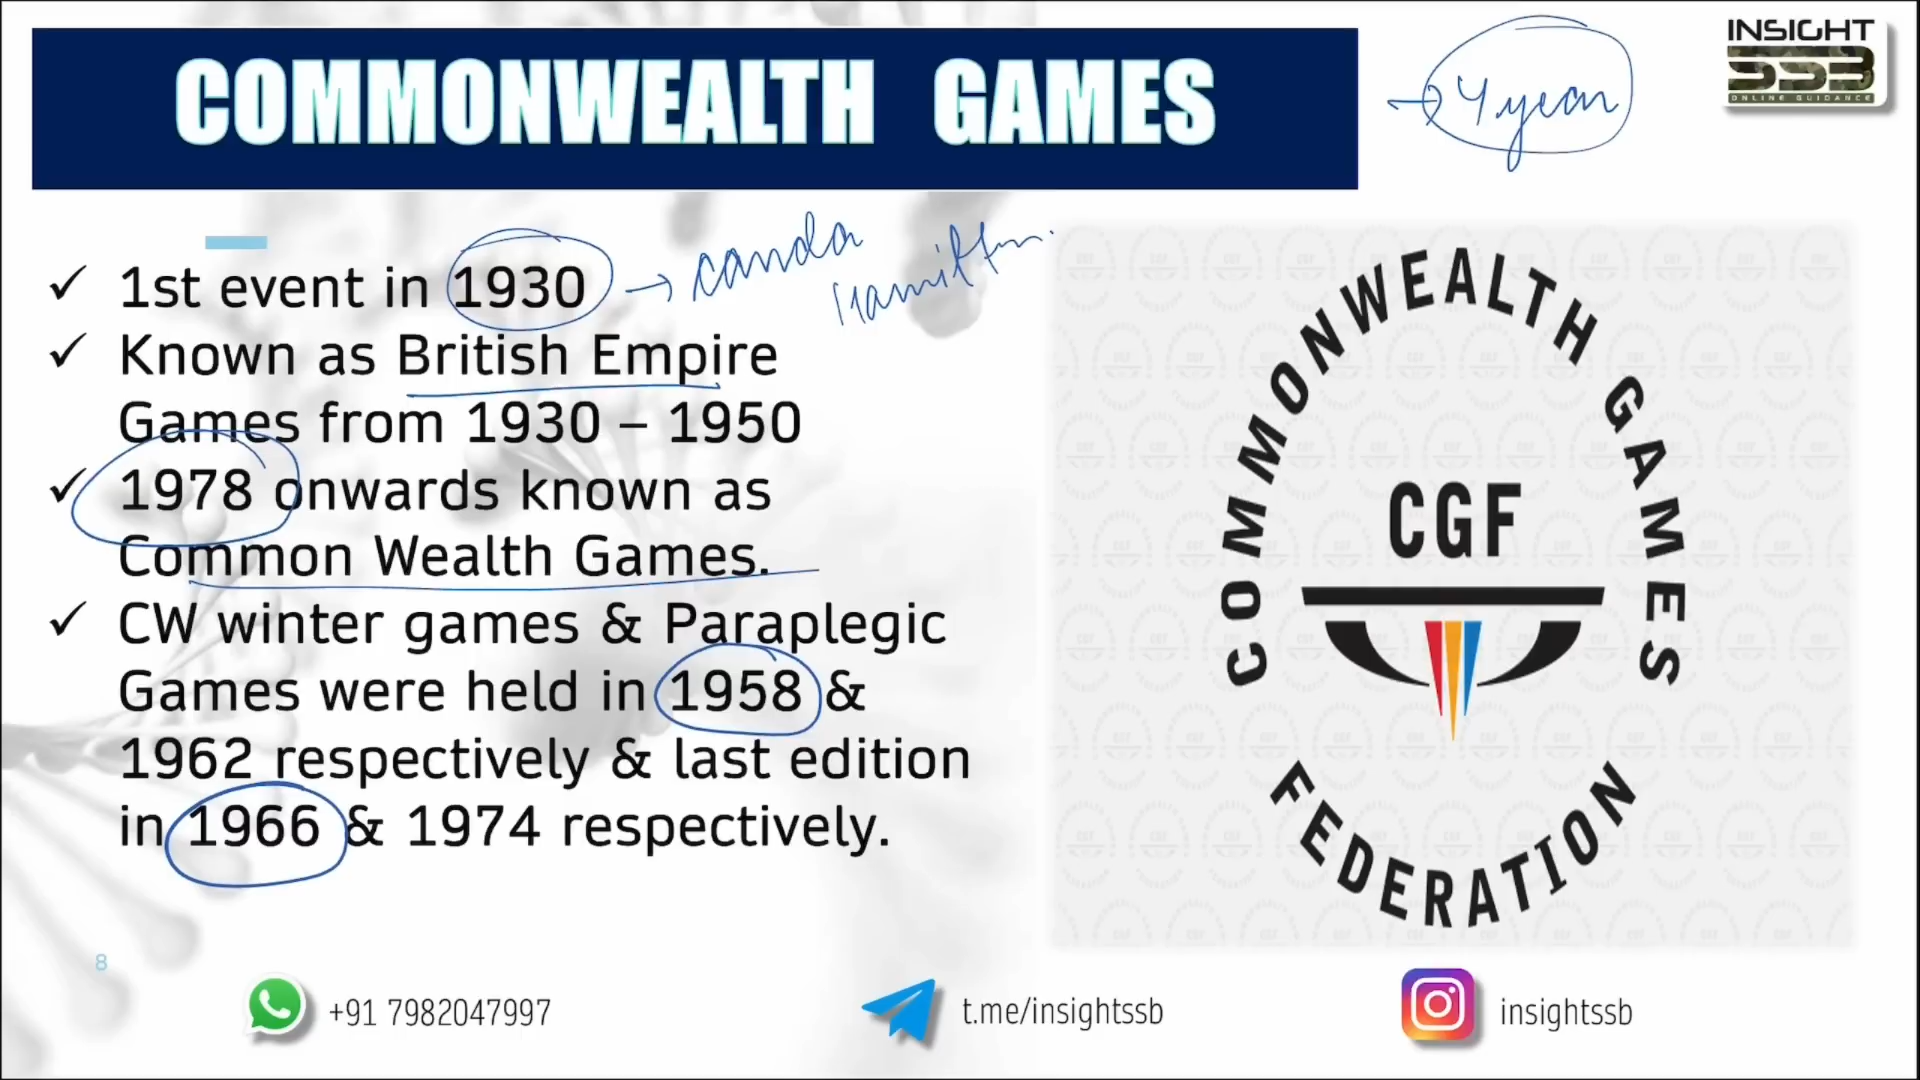 COMMONWEALTH GAMES
→ 4 year
INSIGHT
SSB
ONLINE GUIDANCE
✓ 1st event in 1930 → canda
Hamilton
✓ Known as British Empire
Games from 1930 – 1950
✓ 1978 onwards known as
Common Wealth Games.
✓ CW winter games & Paraplegic
Games were held in 1958 &
1962 respectively & last edition
in 1966 & 1974 respectively.
COMMONWEALTH GAMES
CGF
FEDERATION
8
+91 7982047997
t.me/insightssb
insightssb